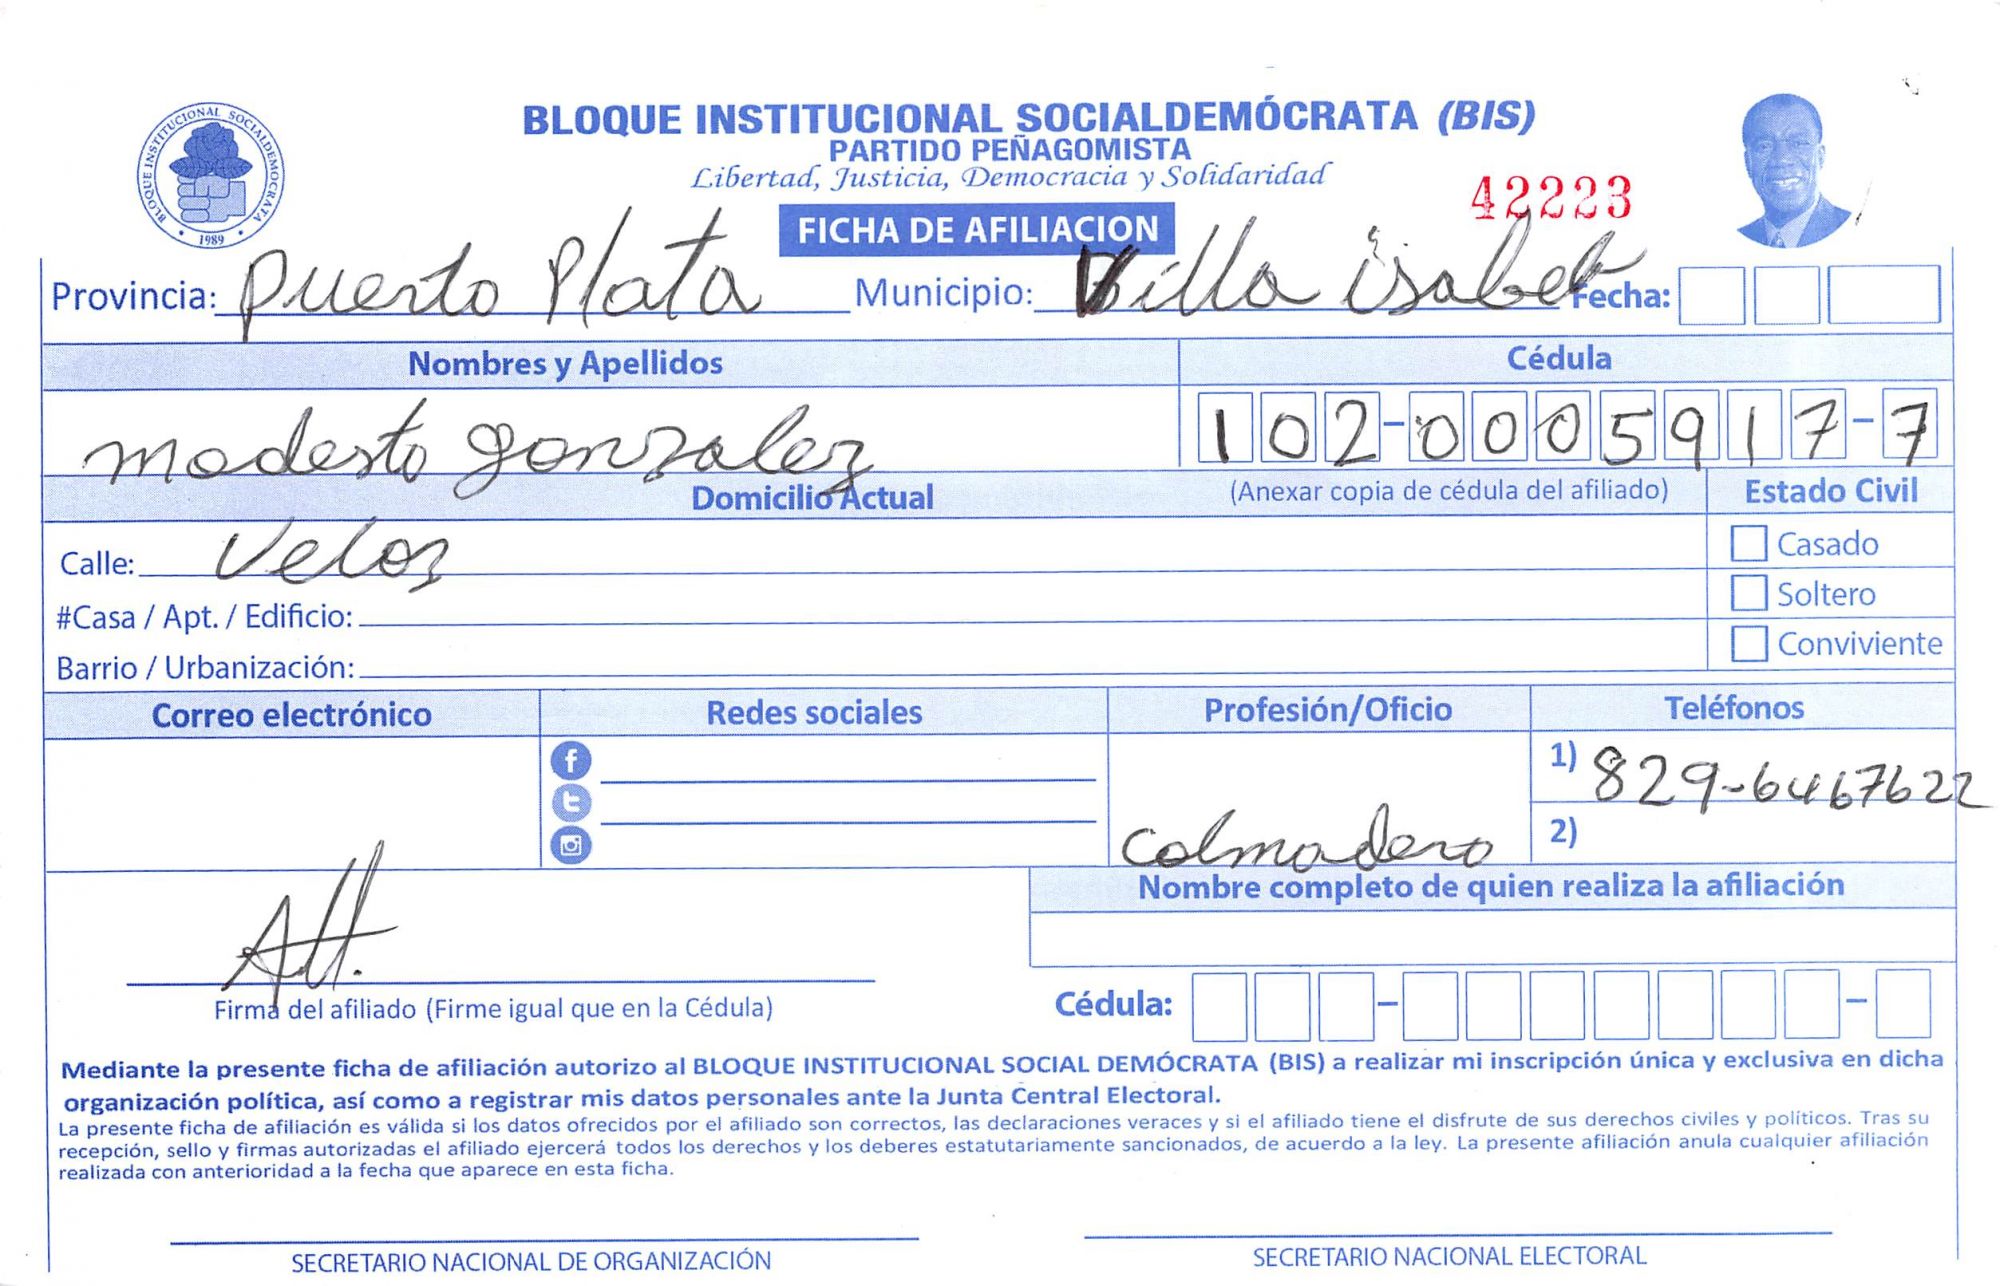 BLOQUE INSTITUCIONAL SOCIALDEMÓCRATA
1989
BLOQUE INSTITUCIONAL SOCIALDEMÓCRATA (BIS)
PARTIDO PEÑAGOMISTA
Libertad, Justicia, Democracia y Solidaridad
42223
FICHA DE AFILIACION
Provincia: Puerto Plata Municipio: Villa isabel Fecha:
Nombres y Apellidos Cédula
modesto gonzalez 102-0005917-7
Domicilio Actual (Anexar copia de cédula del afiliado) Estado Civil
Calle: Veloz Casado
#Casa / Apt. / Edificio: Soltero
Barrio / Urbanización: Conviviente
Correo electrónico Redes sociales Profesión/Oficio Teléfonos
1) 829-6467622
colmadero 2)
Nombre completo de quien realiza la afiliación
Firma del afiliado (Firme igual que en la Cédula) Cédula:
Mediante la presente ficha de afiliación autorizo al BLOQUE INSTITUCIONAL SOCIAL DEMÓCRATA (BIS) a realizar mi inscripción única y exclusiva en dicha
organización política, así como a registrar mis datos personales ante la Junta Central Electoral.
La presente ficha de afiliación es válida si los datos ofrecidos por el afiliado son correctos, las declaraciones veraces y si el afiliado tiene el disfrute de sus derechos civiles y políticos. Tras su
recepción, sello y firmas autorizadas el afiliado ejercerá todos los derechos y los deberes estatutariamente sancionados, de acuerdo a la ley. La presente afiliación anula cualquier afiliación
realizada con anterioridad a la fecha que aparece en esta ficha.
SECRETARIO NACIONAL DE ORGANIZACIÓN SECRETARIO NACIONAL ELECTORAL